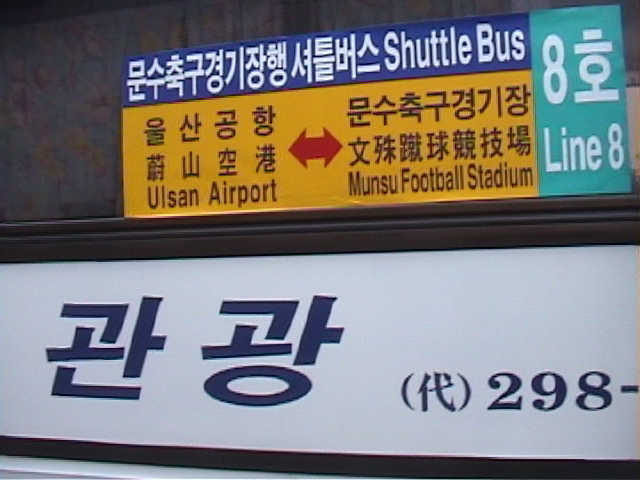 문수축구경기장행 셔틀버스 Shuttle Bus
울산공항 ↔ 문수축구경기장
蔚山空港 文殊蹴球競技場
Ulsan Airport Munsu Football Stadium
8호
Line 8
관광
(代) 298-